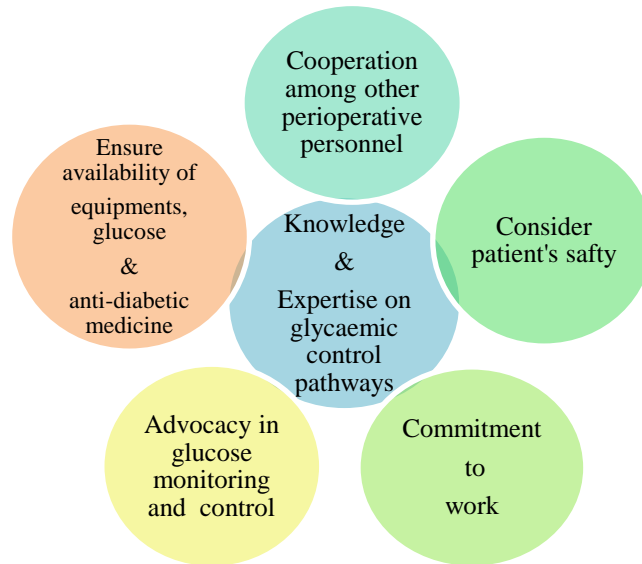 Cooperation
among other
perioperative
personnel
Ensure
availability of
equipments,
glucose
&
anti-diabetic
medicine
Knowledge
&
Expertise on
glycaemic
control
pathways
Consider
patient's safty
Advocacy in
glucose
monitoring
and control
Commitment
to
work